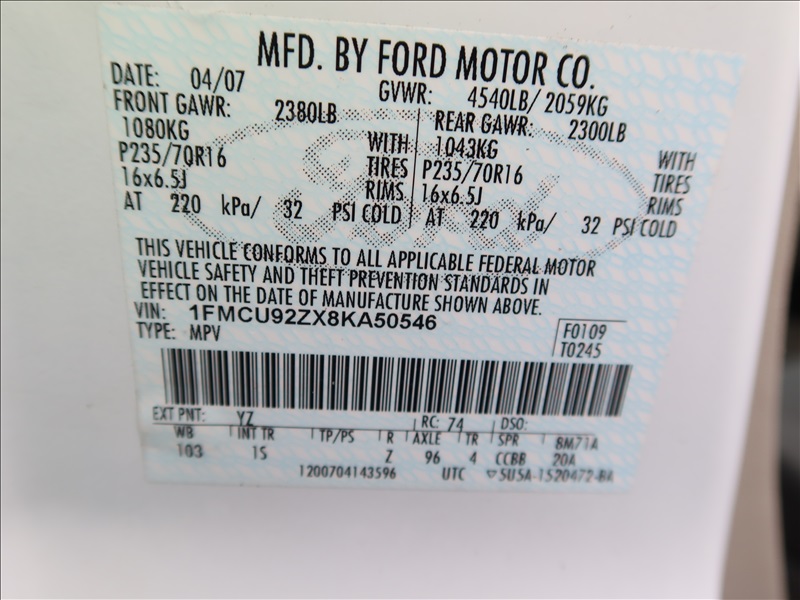 MFD. BY FORD MOTOR CO.
DATE: 04/07 GVWR: 4540LB/ 2059KG
FRONT GAWR: 2380LB REAR GAWR: 2300LB
1080KG WITH 1043KG WITH
P235/70R16 TIRES P235/70R16 TIRES
16x6.5J RIMS 16x6.5J RIMS
AT 220 kPa/ 32 PSI COLD AT 220 kPa/ 32 PSI COLD
THIS VEHICLE CONFORMS TO ALL APPLICABLE FEDERAL MOTOR
VEHICLE SAFETY AND THEFT PREVENTION STANDARDS IN
EFFECT ON THE DATE OF MANUFACTURE SHOWN ABOVE.
VIN: 1FMCU92ZX8KA50546 F0109
TYPE: MPV T0245
EXT PNT: YZ RC: 74 DSO:
WB INT TR TP/PS R AXLE TR SPR 8M71A
103 15 Z 96 4 CCBB 20A
1200704143596 UTC 5U5A-1520472-BA
Ford